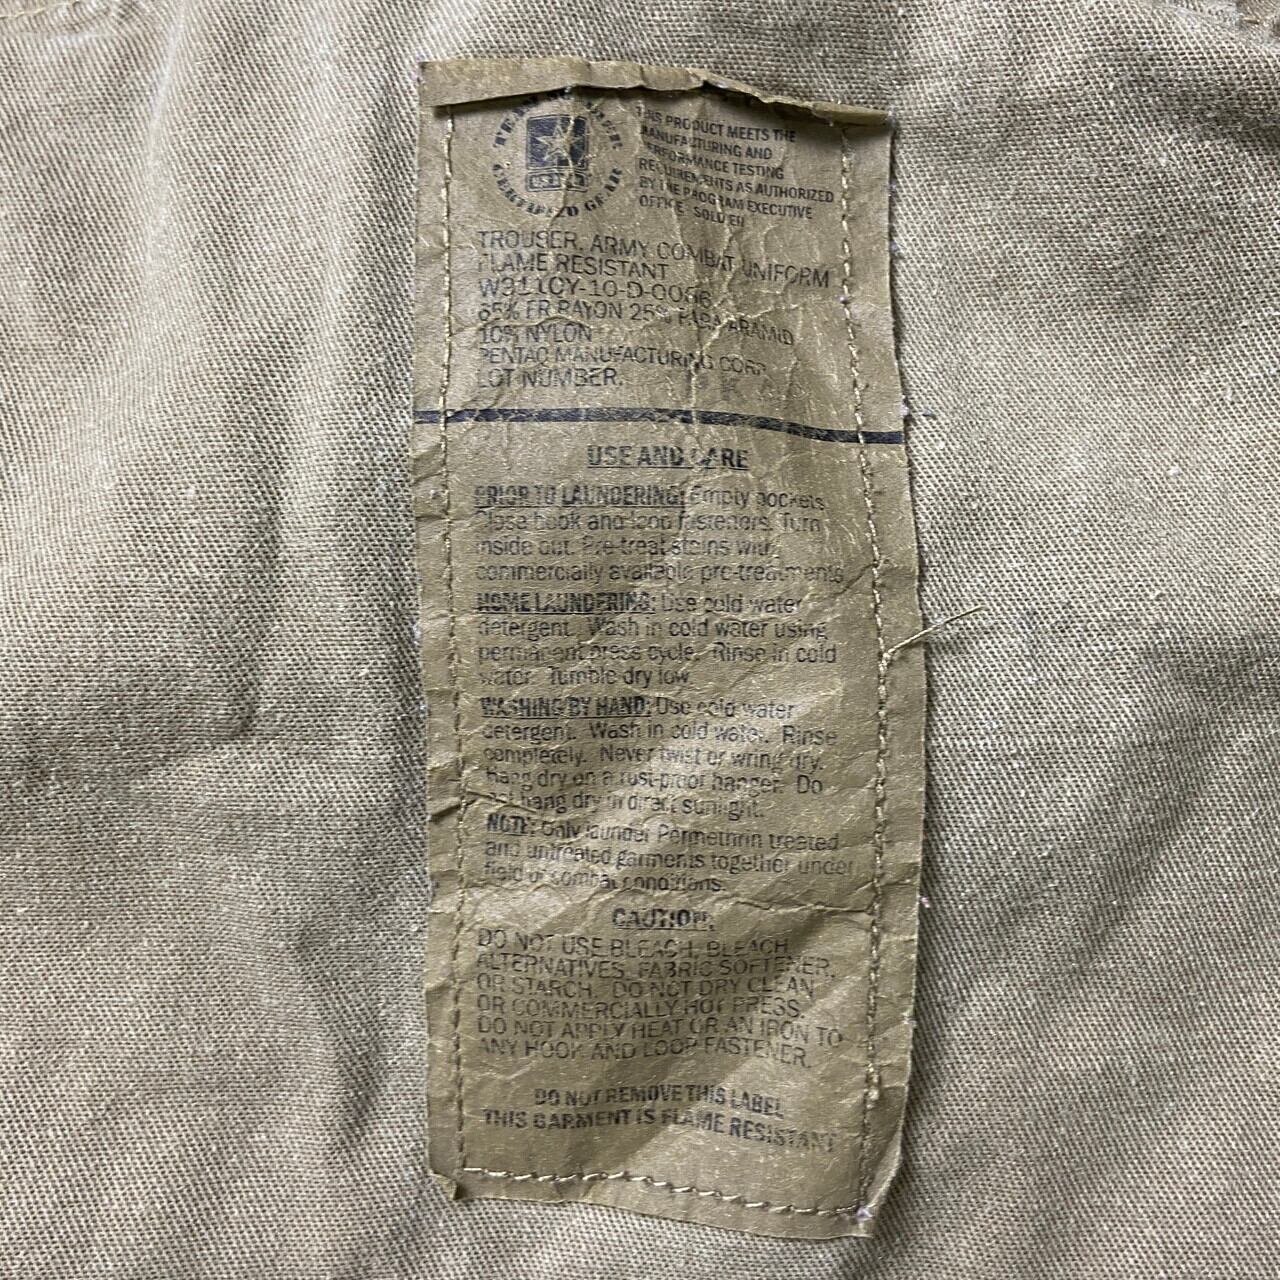 CERTIFIED GEAR
US ARMY
THIS PRODUCT MEETS THE
MANUFACTURING AND
PERFORMANCE TESTING
REQUIREMENTS AS AUTHORIZED
BY THE PROGRAM EXECUTIVE
OFFICE SOLDIER
TROUSER, ARMY COMBAT UNIFORM
FLAME RESISTANT
65% FR RAYON 25% PARA ARAMID
10% NYLON
PENTAQ MANUFACTURING CORP.
LOT NUMBER.
USE AND CARE
PRIOR TO LAUNDERING: Empty pockets.
Close hook and loop fasteners. Turn
inside out. Pre-treat stains with
commercially available pre-treatments.
HOME LAUNDERING: Use cold water
detergent. Wash in cold water using
permanent press cycle. Rinse in cold
water. Tumble dry low.
WASHING BY HAND: Use cold water
detergent. Wash in cold water. Rinse
completely. Never twist or wring dry.
Hang dry on a rust-proof hanger. Do
not hang dry in direct sunlight.
NOTE: Only launder Permethrin treated
and untreated garments together under
field or combat conditions.
CAUTION:
DO NOT USE BLEACH, BLEACH
ALTERNATIVES, FABRIC SOFTENER,
OR STARCH. DO NOT DRY CLEAN
OR COMMERCIALLY HOT PRESS.
DO NOT APPLY HEAT OR AN IRON TO
ANY HOOK AND LOOP FASTENER.
DO NOT REMOVE THIS LABEL
THIS GARMENT IS FLAME RESISTANT